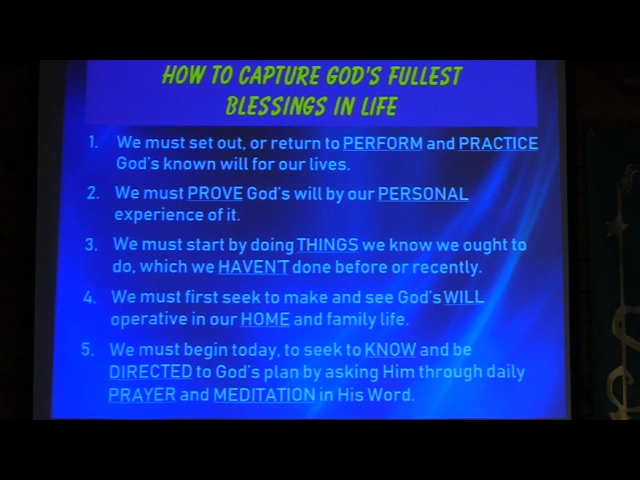 HOW TO CAPTURE GOD'S FULLEST
BLESSINGS IN LIFE
1. We must set out, or return to PERFORM and PRACTICE
God's known will for our lives.
2. We must PROVE God's will by our PERSONAL
experience of it.
3. We must start by doing THINGS we know we ought to
do, which we HAVEN'T done before or recently.
4. We must first seek to make and see God's WILL
operative in our HOME and family life.
5. We must begin today, to seek to KNOW and be
DIRECTED to God's plan by asking Him through daily
PRAYER and MEDITATION in His Word.